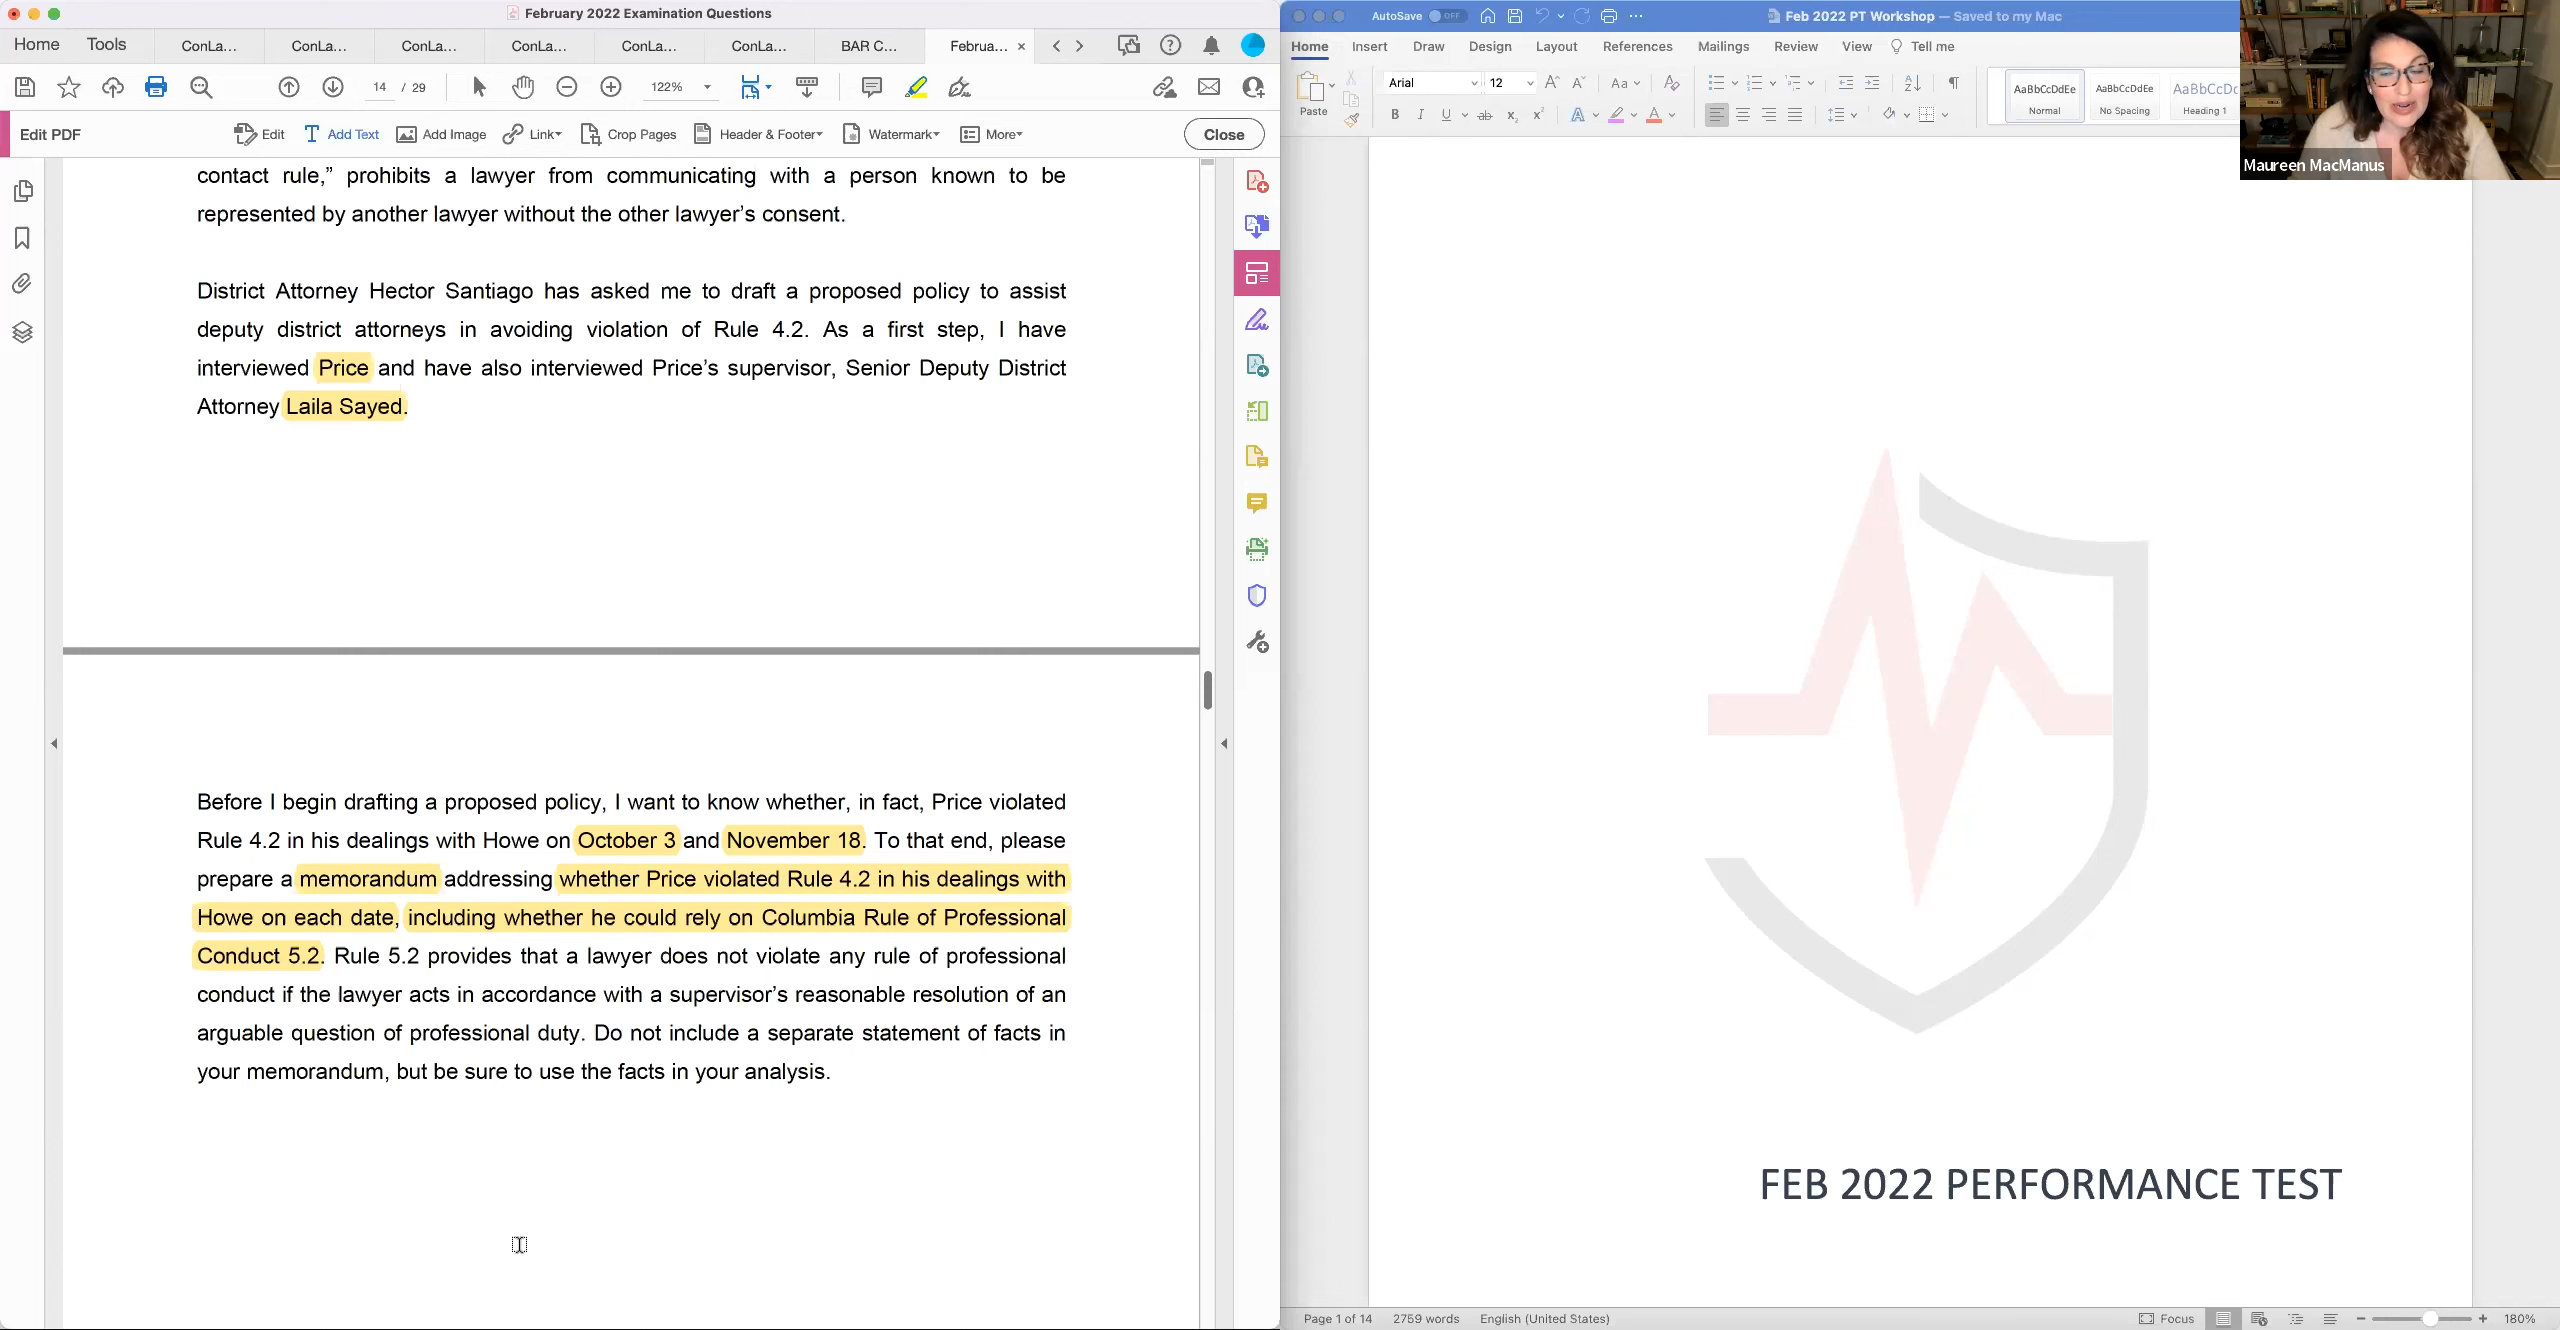 February 2022 Examination Questions
Home Tools ConLa... ConLa... ConLa... ConLa... ConLa... ConLa... BAR C... Februa... ×
14 / 29 122%
Edit PDF Edit Add Text Add Image Link Crop Pages Header & Footer Watermark More Close
contact rule,” prohibits a lawyer from communicating with a person known to be
represented by another lawyer without the other lawyer’s consent.
District Attorney Hector Santiago has asked me to draft a proposed policy to assist
deputy district attorneys in avoiding violation of Rule 4.2. As a first step, I have
interviewed Price and have also interviewed Price’s supervisor, Senior Deputy District
Attorney Laila Sayed.
Before I begin drafting a proposed policy, I want to know whether, in fact, Price violated
Rule 4.2 in his dealings with Howe on October 3 and November 18. To that end, please
prepare a memorandum addressing whether Price violated Rule 4.2 in his dealings with
Howe on each date, including whether he could rely on Columbia Rule of Professional
Conduct 5.2. Rule 5.2 provides that a lawyer does not violate any rule of professional
conduct if the lawyer acts in accordance with a supervisor’s reasonable resolution of an
arguable question of professional duty. Do not include a separate statement of facts in
your memorandum, but be sure to use the facts in your analysis.
AutoSave OFF Feb 2022 PT Workshop — Saved to my Mac
Home Insert Draw Design Layout References Mailings Review View Tell me
Paste Arial 12 Aa AaBbCcDdEe AaBbCcDdEe AaBbCcDc
Normal No Spacing Heading 1
Maureen MacManus
FEB 2022 PERFORMANCE TEST
Page 1 of 14 2759 words English (United States) Focus 180%